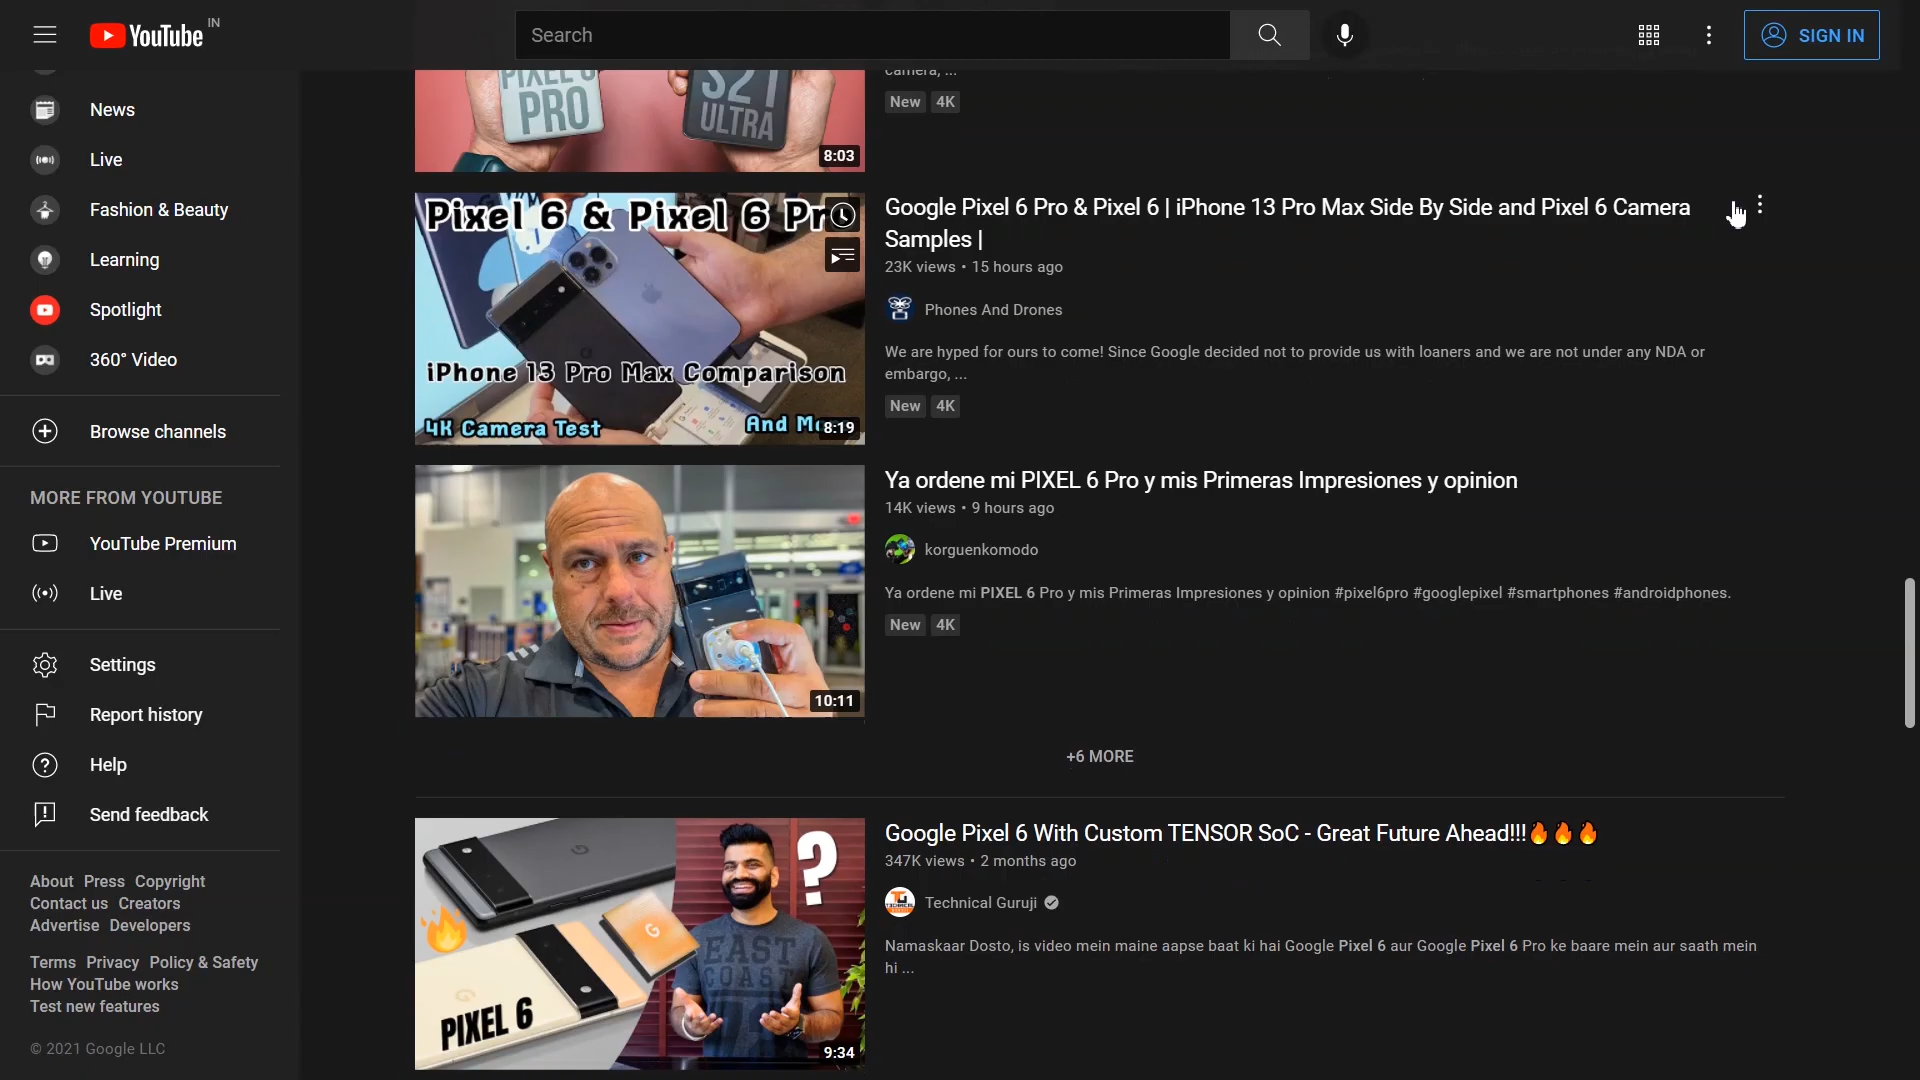 YouTube IN
Search
SIGN IN
News
Live
Fashion & Beauty
Learning
Spotlight
360° Video
Browse channels
MORE FROM YOUTUBE
YouTube Premium
Live
Settings
Report history
Help
Send feedback
About Press Copyright
Contact us Creators
Advertise Developers
Terms Privacy Policy & Safety
How YouTube works
Test new features
© 2021 Google LLC
PIXEL 6
PRO
S21
ULTRA
8:03
camera, ...
New 4K
Pixel 6 & Pixel 6 Pr
iPhone 13 Pro Max Comparison
4K Camera Test
And Mo
8:19
Google Pixel 6 Pro & Pixel 6 | iPhone 13 Pro Max Side By Side and Pixel 6 Camera
Samples |
23K views • 15 hours ago
Phones And Drones
We are hyped for ours to come! Since Google decided not to provide us with loaners and we are not under any NDA or
embargo, ...
New 4K
10:11
Ya ordene mi PIXEL 6 Pro y mis Primeras Impresiones y opinion
14K views • 9 hours ago
korguenkomodo
Ya ordene mi PIXEL 6 Pro y mis Primeras Impresiones y opinion #pixel6pro #googlepixel #smartphones #androidphones.
New 4K
+6 MORE
?
EAST
COAST
PIXEL 6
9:34
Google Pixel 6 With Custom TENSOR SoC - Great Future Ahead!!!🔥🔥🔥
347K views • 2 months ago
Technical Guruji
Namaskaar Dosto, is video mein maine aapse baat ki hai Google Pixel 6 aur Google Pixel 6 Pro ke baare mein aur saath mein
hi ...